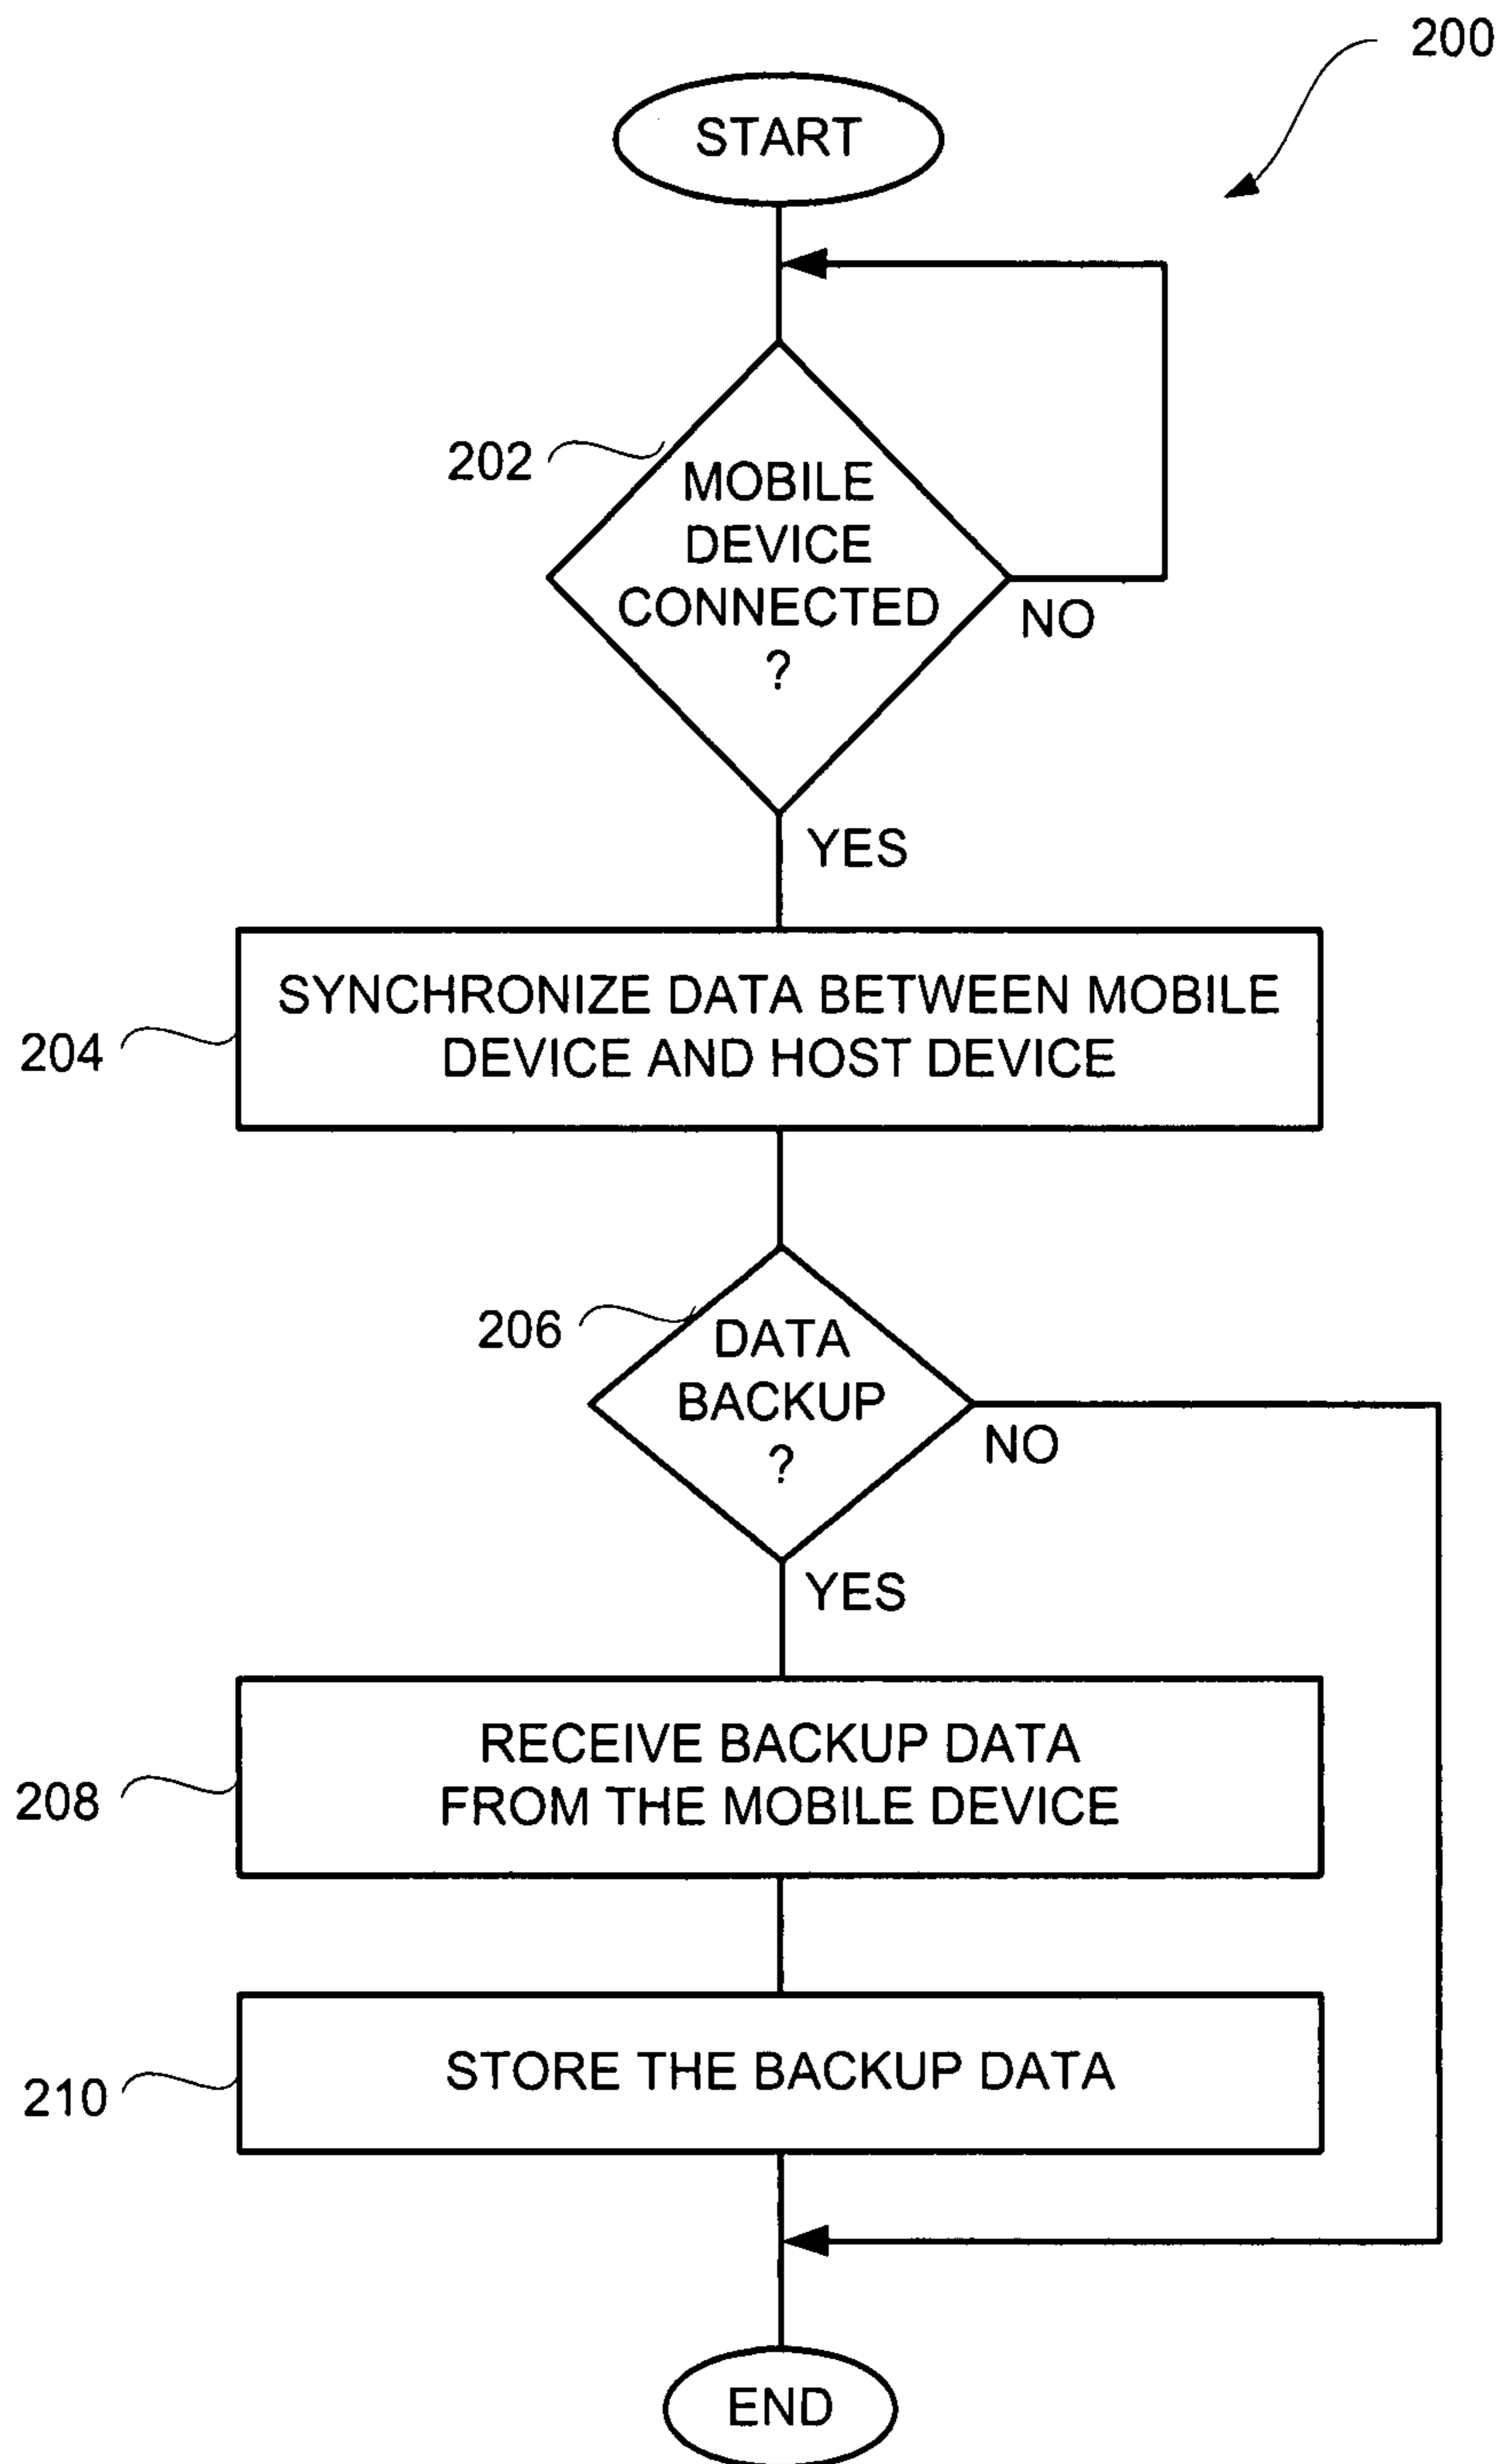 200
START
202
MOBILE
DEVICE
CONNECTED
?
NO
YES
SYNCHRONIZE DATA BETWEEN MOBILE
DEVICE AND HOST DEVICE
204
206
DATA
BACKUP
?
NO
YES
RECEIVE BACKUP DATA
FROM THE MOBILE DEVICE
208
STORE THE BACKUP DATA
210
END